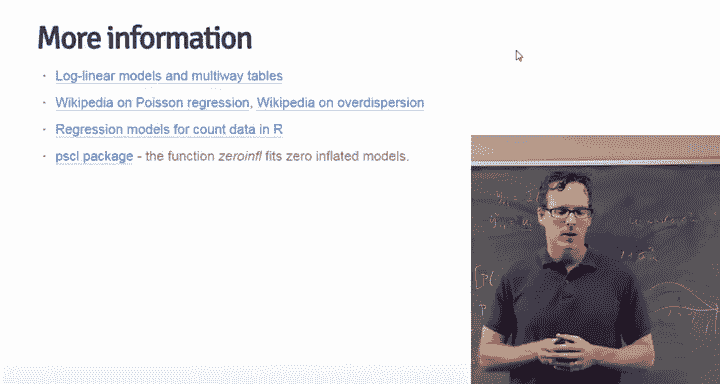 More information
Log-linear models and multiway tables
Wikipedia on Poisson regression, Wikipedia on overdispersion
Regression models for count data in R
pscl package - the function zeroinfl fits zero inflated models.